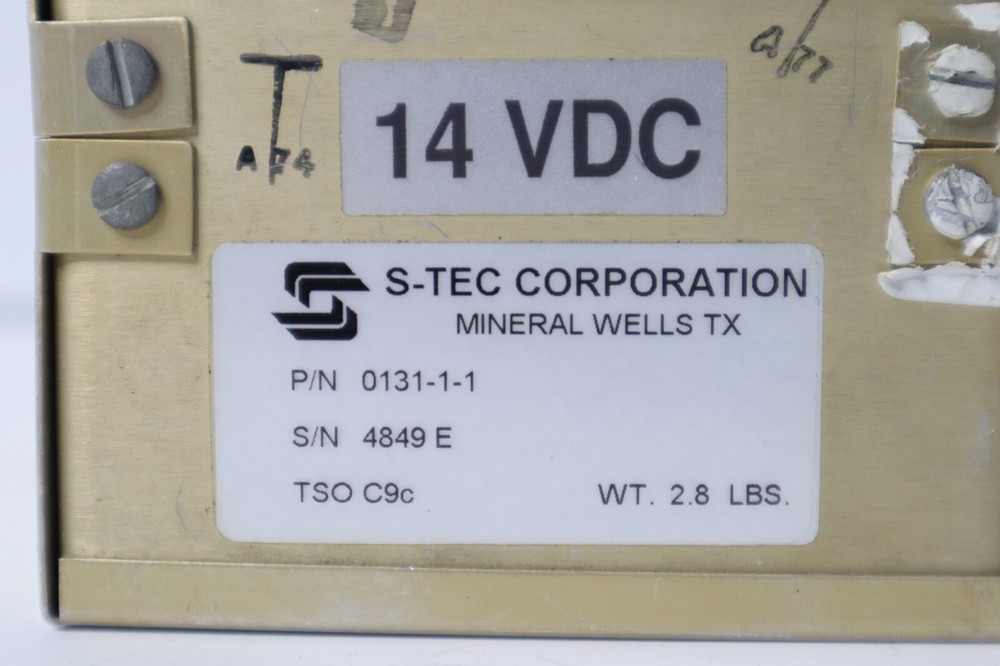 14 VDC
S-TEC CORPORATION
MINERAL WELLS TX
P/N 0131-1-1
S/N 4849 E
TSO C9c WT. 2.8 LBS.